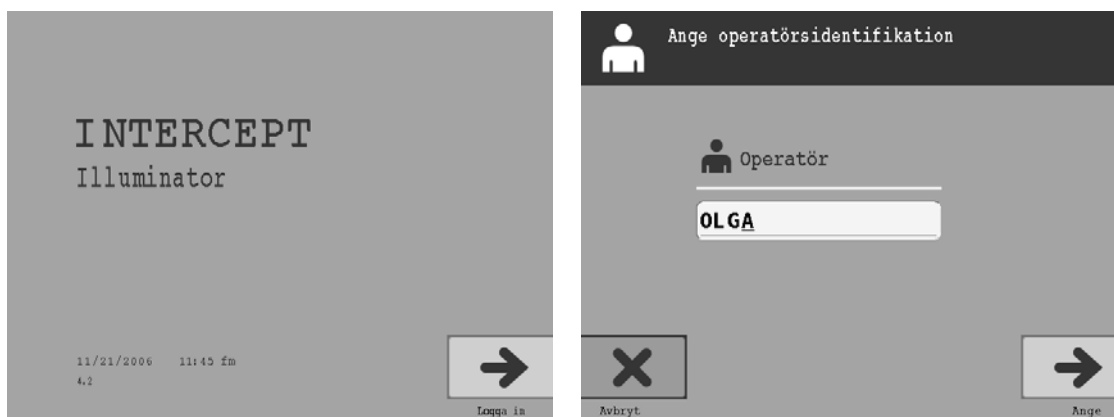 INTERCEPT
Illuminator
11/21/2006 11:45 fm
4.2
Logga in
Ange operatörsidentifikation
Operatör
OLGA
Avbryt
Ange